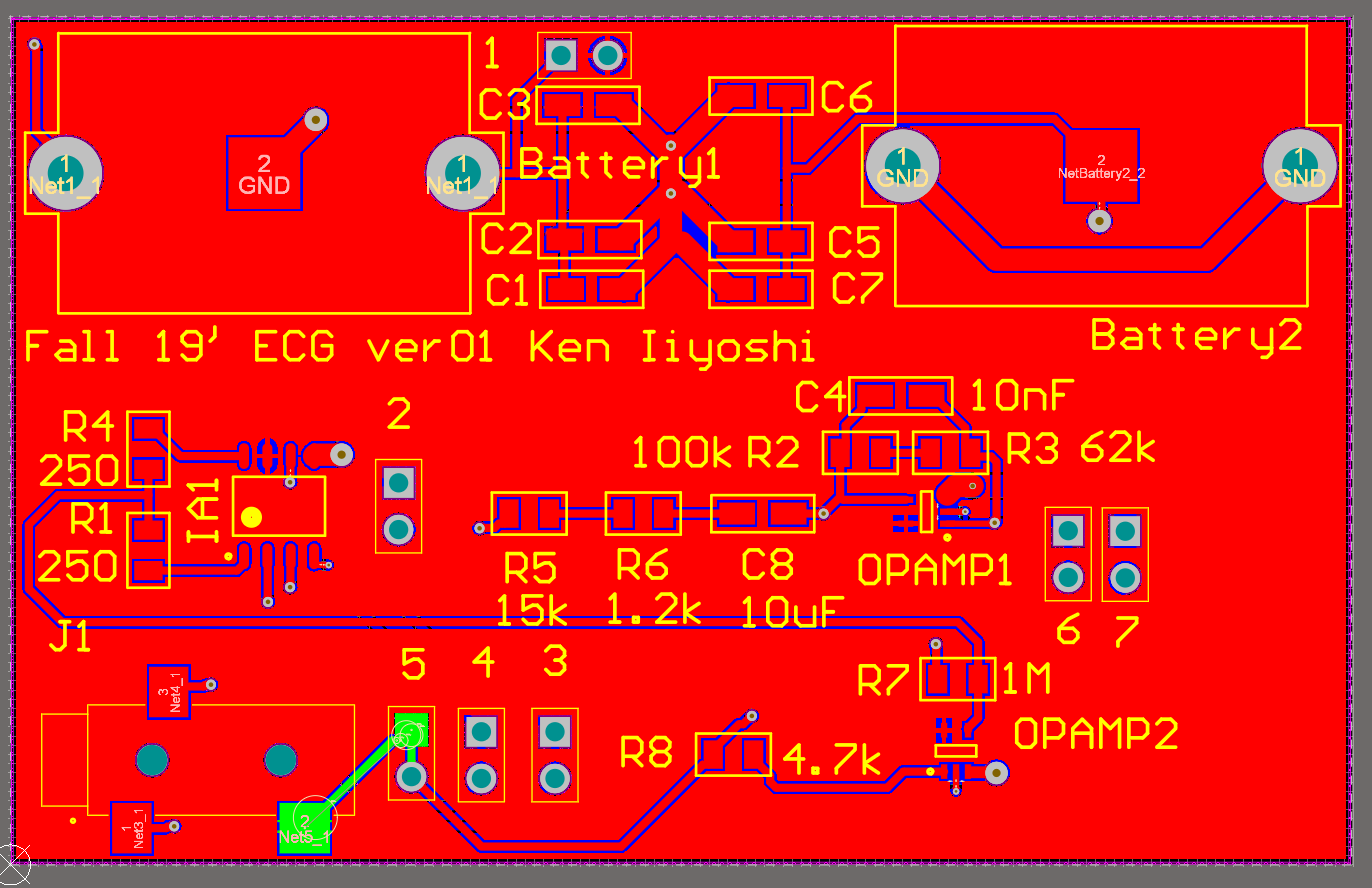 1
C3
C6
1
Net1_1
2
GND
1
Net1_1
Battery1
1
GND
2
NetBattery2_2
1
GND
C2
C5
C1
C7
Fall 19' ECG ver01 Ken Iiyoshi
Battery2
C4 10nF
R4
2
100k R2
R3 62k
250
IA1
R1
250
R5
R6
C8
OPAMP1
15k
1.2k
10uF
J1
6
7
5
4
3
R7
1M
3
Net4_1
OPAMP2
R8
4.7k
1
Net3_1
2
Net5_1